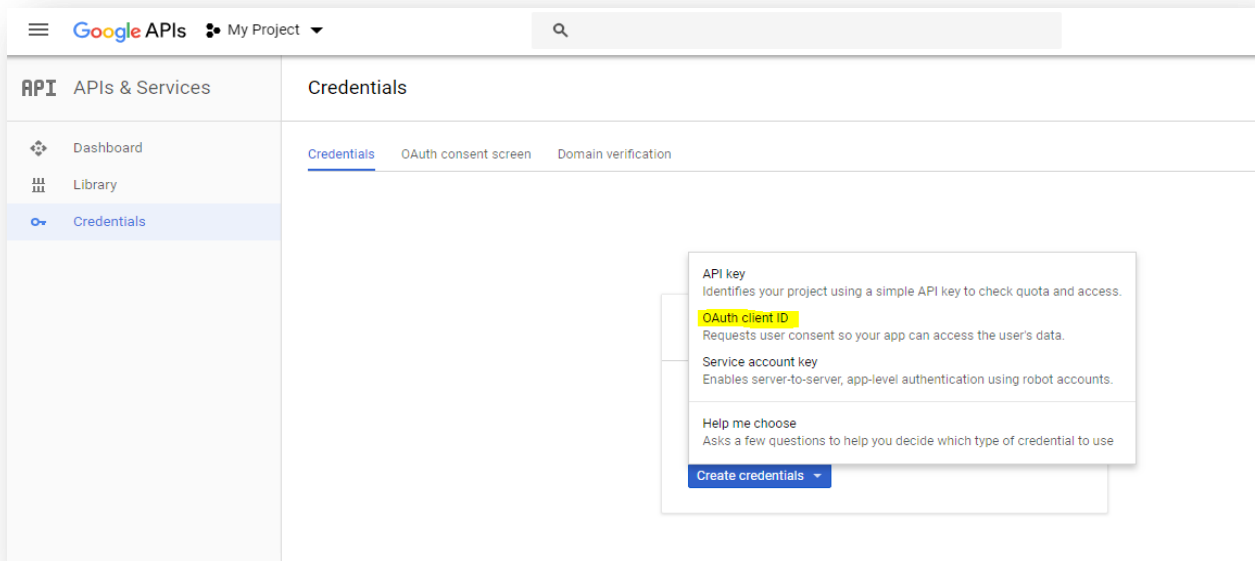 Google APIs My Project
API APIs & Services
Credentials
Dashboard
Library
Credentials
Credentials OAuth consent screen Domain verification
API key
Identifies your project using a simple API key to check quota and access.
OAuth client ID
Requests user consent so your app can access the user's data.
Service account key
Enables server-to-server, app-level authentication using robot accounts.
Help me choose
Asks a few questions to help you decide which type of credential to use
Create credentials